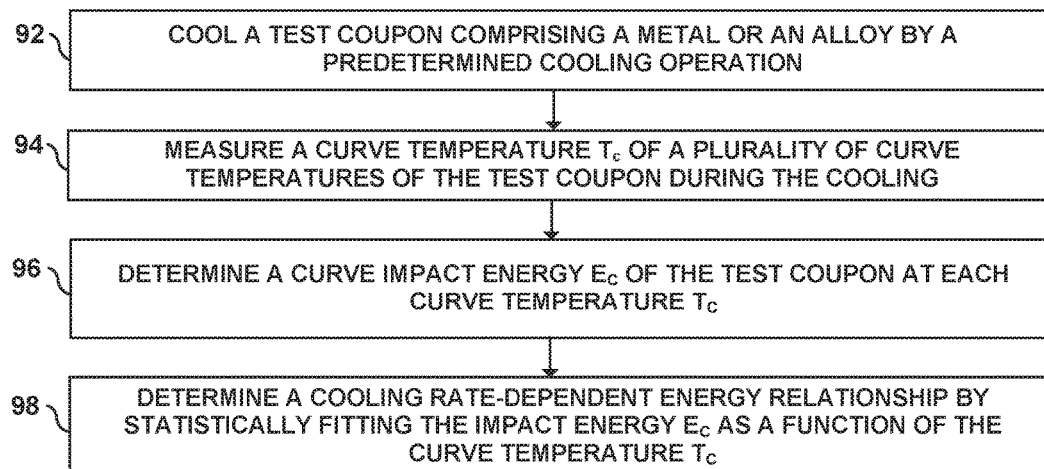 92
COOL A TEST COUPON COMPRISING A METAL OR AN ALLOY BY A
PREDETERMINED COOLING OPERATION
94
MEASURE A CURVE TEMPERATURE Tc OF A PLURALITY OF CURVE
TEMPERATURES OF THE TEST COUPON DURING THE COOLING
96
DETERMINE A CURVE IMPACT ENERGY EC OF THE TEST COUPON AT EACH
CURVE TEMPERATURE TC
98
DETERMINE A COOLING RATE-DEPENDENT ENERGY RELATIONSHIP BY
STATISTICALLY FITTING THE IMPACT ENERGY EC AS A FUNCTION OF THE
CURVE TEMPERATURE TC